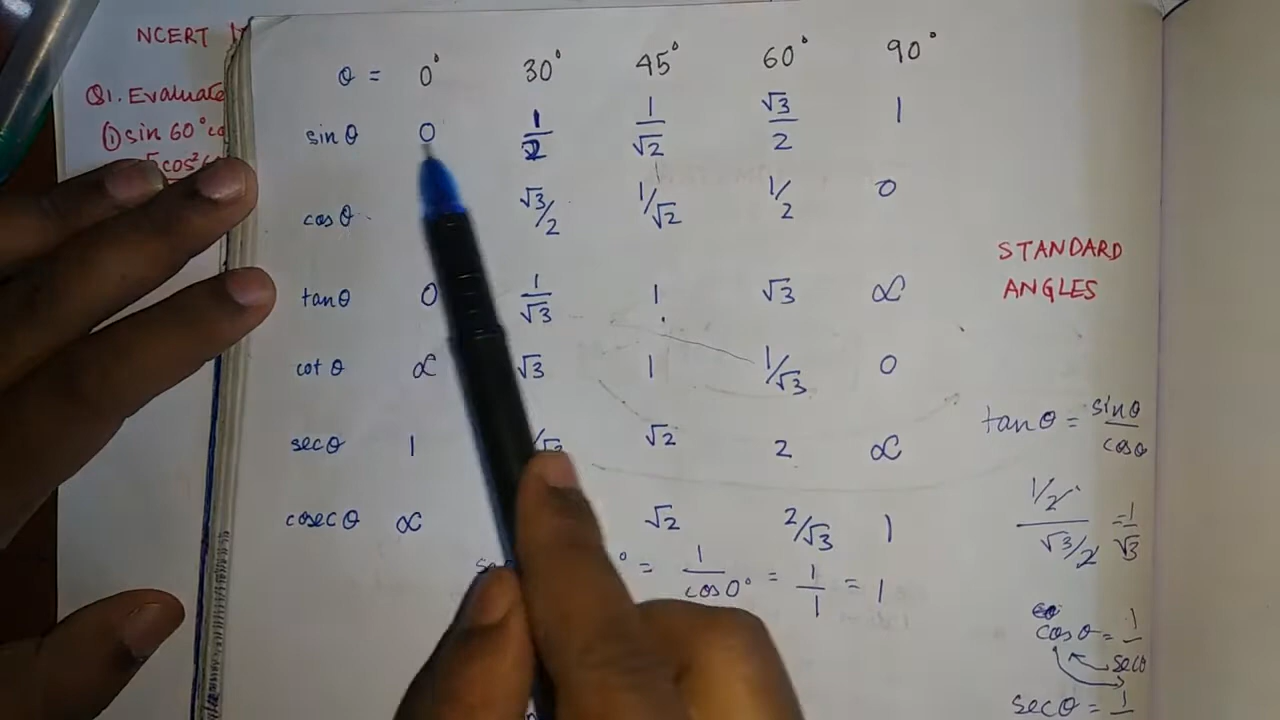 NCERT
Q1. Evaluate
① sin 60°
5cos²
θ = 0° 30° 45° 60° 90°
sin θ 0 1/2 1/√2 √3/2 1
cos θ √3/2 1/√2 1/2 0
tan θ 0 1/√3 1 √3 ∝
cot θ ∝ √3 1 1/√3 0
sec θ 1 /√3 √2 2 ∝
cosec θ ∝ √2 2/√3 1
° = 1/cos 0° = 1/1 = 1
STANDARD
ANGLES
tan θ = sin θ/cos θ
1/2/√3/2 = 1/√3
cos θ = 1/sec θ
sec θ = 1